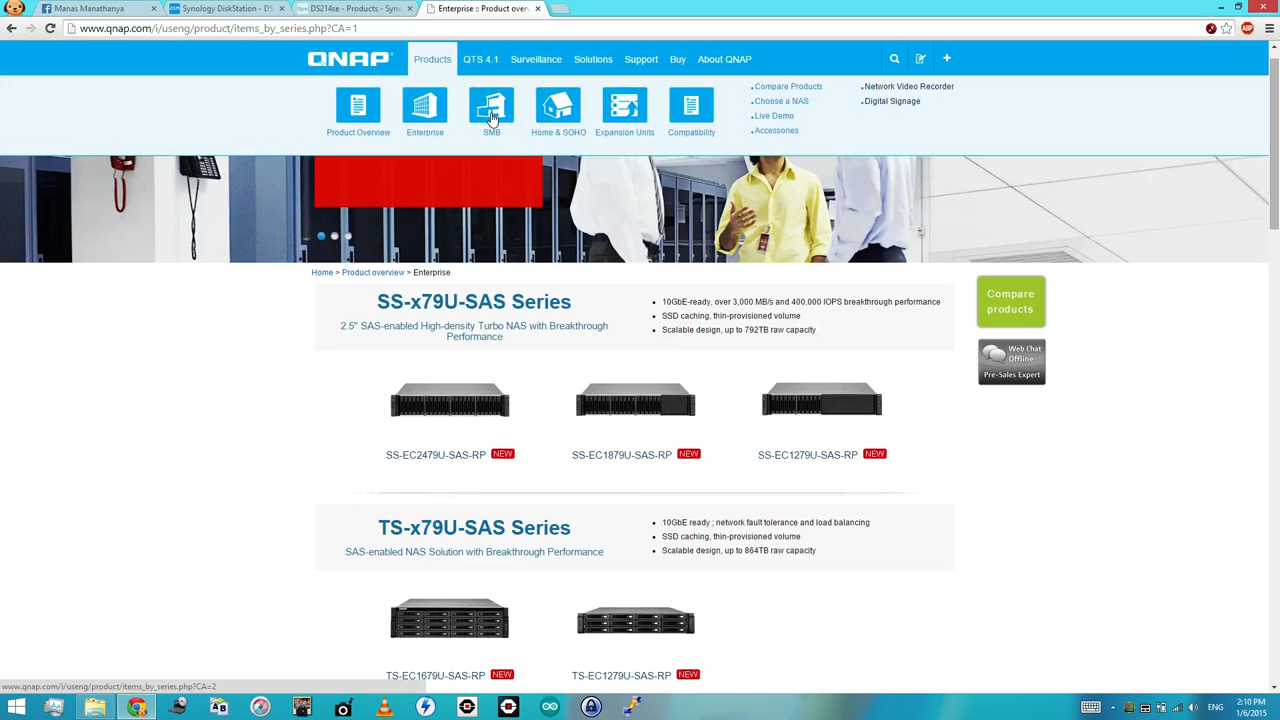 Manas Manathanya
Synology DiskStation - DS
DS214se - Products - Syno
Enterprise :: Product over
www.qnap.com/i/useng/product/items_by_series.php?CA=1
ABP
QNAP
Products
QTS 4.1
Surveillance
Solutions
Support
Buy
About QNAP
Product Overview
Enterprise
SMB
Home & SOHO
Expansion Units
Compatibility
Compare Products
Choose a NAS
Live Demo
Accessories
Network Video Recorder
Digital Signage
Home > Product overview > Enterprise
SS-x79U-SAS Series
2.5" SAS-enabled High-density Turbo NAS with Breakthrough
Performance
10GbE-ready, over 3,000 MB/s and 400,000 IOPS breakthrough performance
SSD caching, thin-provisioned volume
Scalable design, up to 792TB raw capacity
Compare
products
Web Chat
Offline
Pre-Sales Expert
SS-EC2479U-SAS-RP NEW
SS-EC1879U-SAS-RP NEW
SS-EC1279U-SAS-RP NEW
TS-x79U-SAS Series
SAS-enabled NAS Solution with Breakthrough Performance
10GbE ready ; network fault tolerance and load balancing
SSD caching, thin-provisioned volume
Scalable design, up to 864TB raw capacity
TS-EC1679U-SAS-RP NEW
TS-EC1279U-SAS-RP NEW
www.qnap.com/i/useng/product/items_by_series.php?CA=2
ENG
2:10 PM
1/6/2015